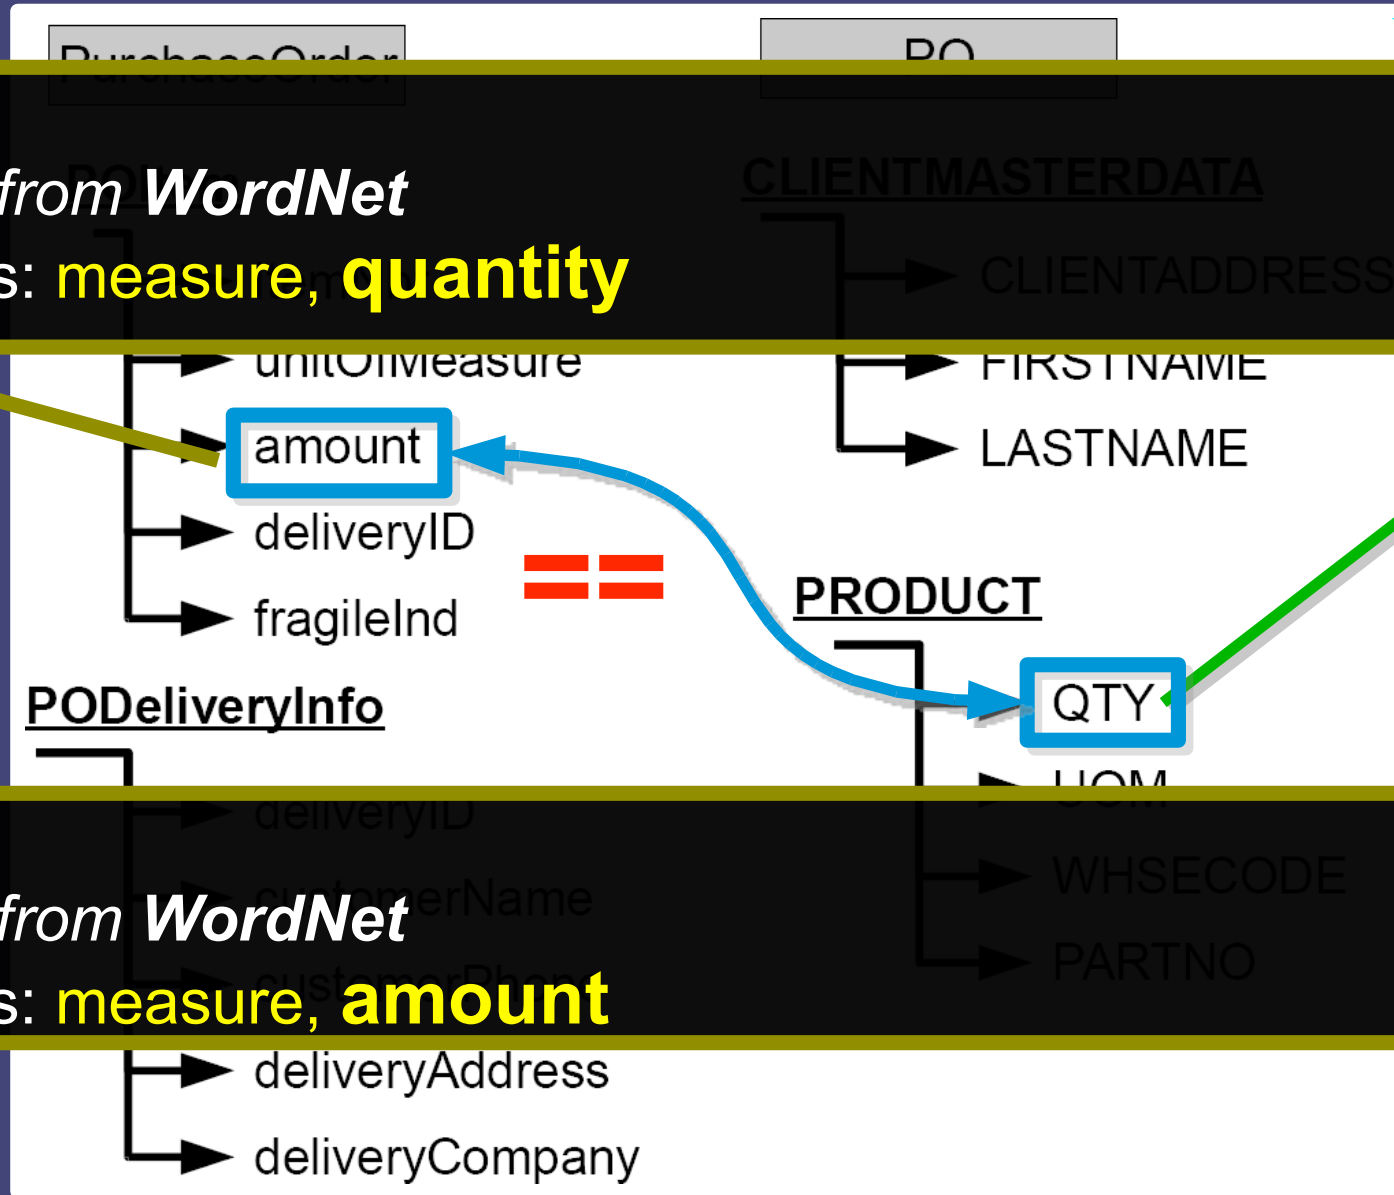 PurchaseOrder
PO
from WordNet
s: measure, quantity
CLIENTMASTERDATA
CLIENTADDRESS
unitOfMeasure
FIRSTNAME
amount
LASTNAME
deliveryID
==
fragileInd
PRODUCT
PODeliveryInfo
QTY
UOM
deliveryID
WHSECODE
customerName
from WordNet
PARTNO
customerPhone
s: measure, amount
deliveryAddress
deliveryCompany